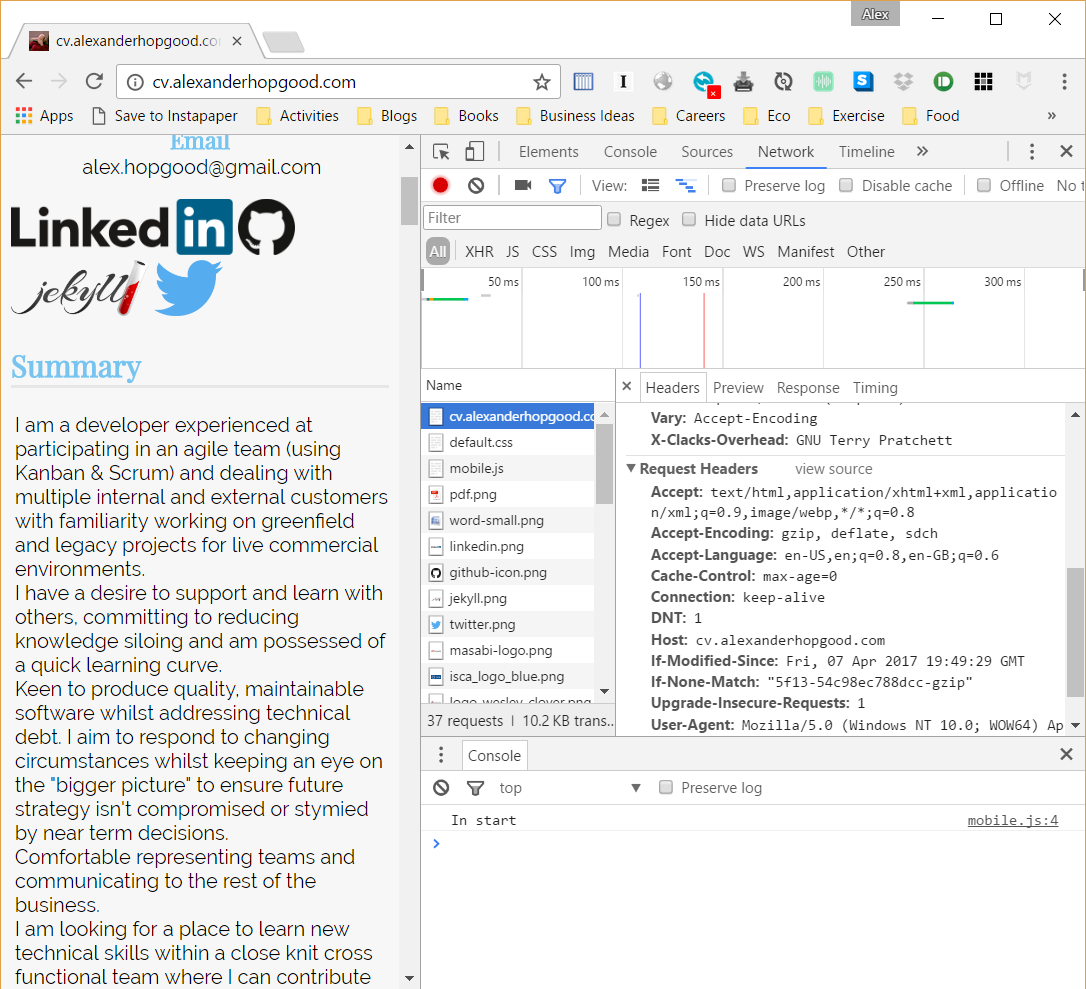 Alex
cv.alexanderhopgood.co
cv.alexanderhopgood.com
Apps Save to Instapaper Activities Blogs Books Business Ideas Careers Eco Exercise Food »
Email
alex.hopgood@gmail.com
Linked in
jekyll
Summary
I am a developer experienced at
participating in an agile team (using
Kanban & Scrum) and dealing with
multiple internal and external customers
with familiarity working on greenfield
and legacy projects for live commercial
environments.
I have a desire to support and learn with
others, committing to reducing
knowledge siloing and am possessed of
a quick learning curve.
Keen to produce quality, maintainable
software whilst addressing technical
debt. I aim to respond to changing
circumstances whilst keeping an eye on
the "bigger picture" to ensure future
strategy isn't compromised or stymied
by near term decisions.
Comfortable representing teams and
communicating to the rest of the
business.
I am looking for a place to learn new
technical skills within a close knit cross
functional team where I can contribute
Elements Console Sources Network Timeline »
View: Preserve log Disable cache Offline No t
Filter Regex Hide data URLs
All XHR JS CSS Img Media Font Doc WS Manifest Other
50 ms 100 ms 150 ms 200 ms 250 ms 300 ms
Name
cv.alexanderhopgood.co
default.css
mobile.js
pdf.png
word-small.png
linkedin.png
github-icon.png
jekyll.png
twitter.png
masabi-logo.png
isca_logo_blue.png
logo_wesley_clover.png
37 requests | 10.2 KB trans...
× Headers Preview Response Timing
Vary: Accept-Encoding
X-Clacks-Overhead: GNU Terry Pratchett
▼ Request Headers view source
Accept: text/html,application/xhtml+xml,applicatio
n/xml;q=0.9,image/webp,*/*;q=0.8
Accept-Encoding: gzip, deflate, sdch
Accept-Language: en-US,en;q=0.8,en-GB;q=0.6
Cache-Control: max-age=0
Connection: keep-alive
DNT: 1
Host: cv.alexanderhopgood.com
If-Modified-Since: Fri, 07 Apr 2017 19:49:29 GMT
If-None-Match: "5f13-54c98ec788dcc-gzip"
Upgrade-Insecure-Requests: 1
User-Agent: Mozilla/5.0 (Windows NT 10.0; WOW64) Ap
Console
top ▼ Preserve log
In start mobile.js:4